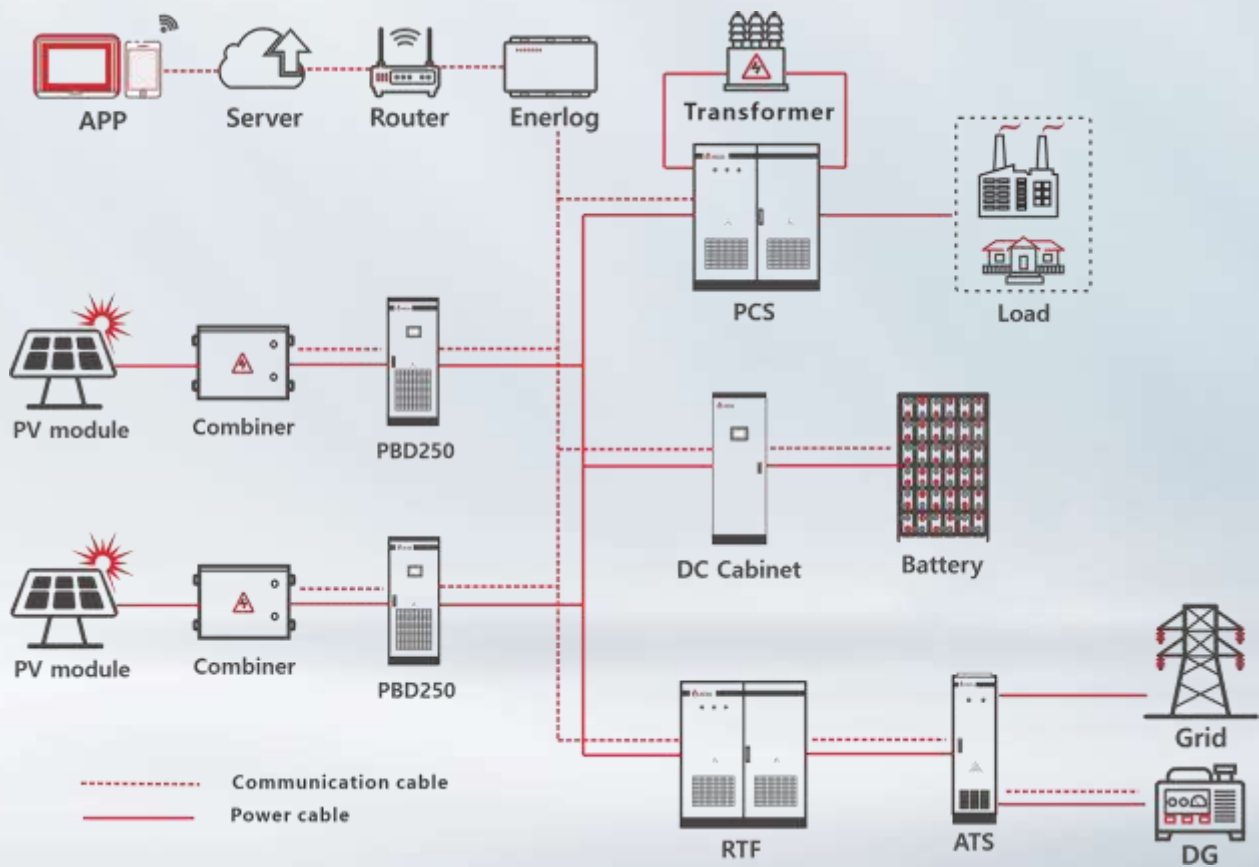 APP
Server
Router
Enerlog
Transformer
PCS
Load
PV module
Combiner
PBD250
DC Cabinet
Battery
PV module
Combiner
PBD250
Grid
Communication cable
Power cable
RTF
ATS
DG